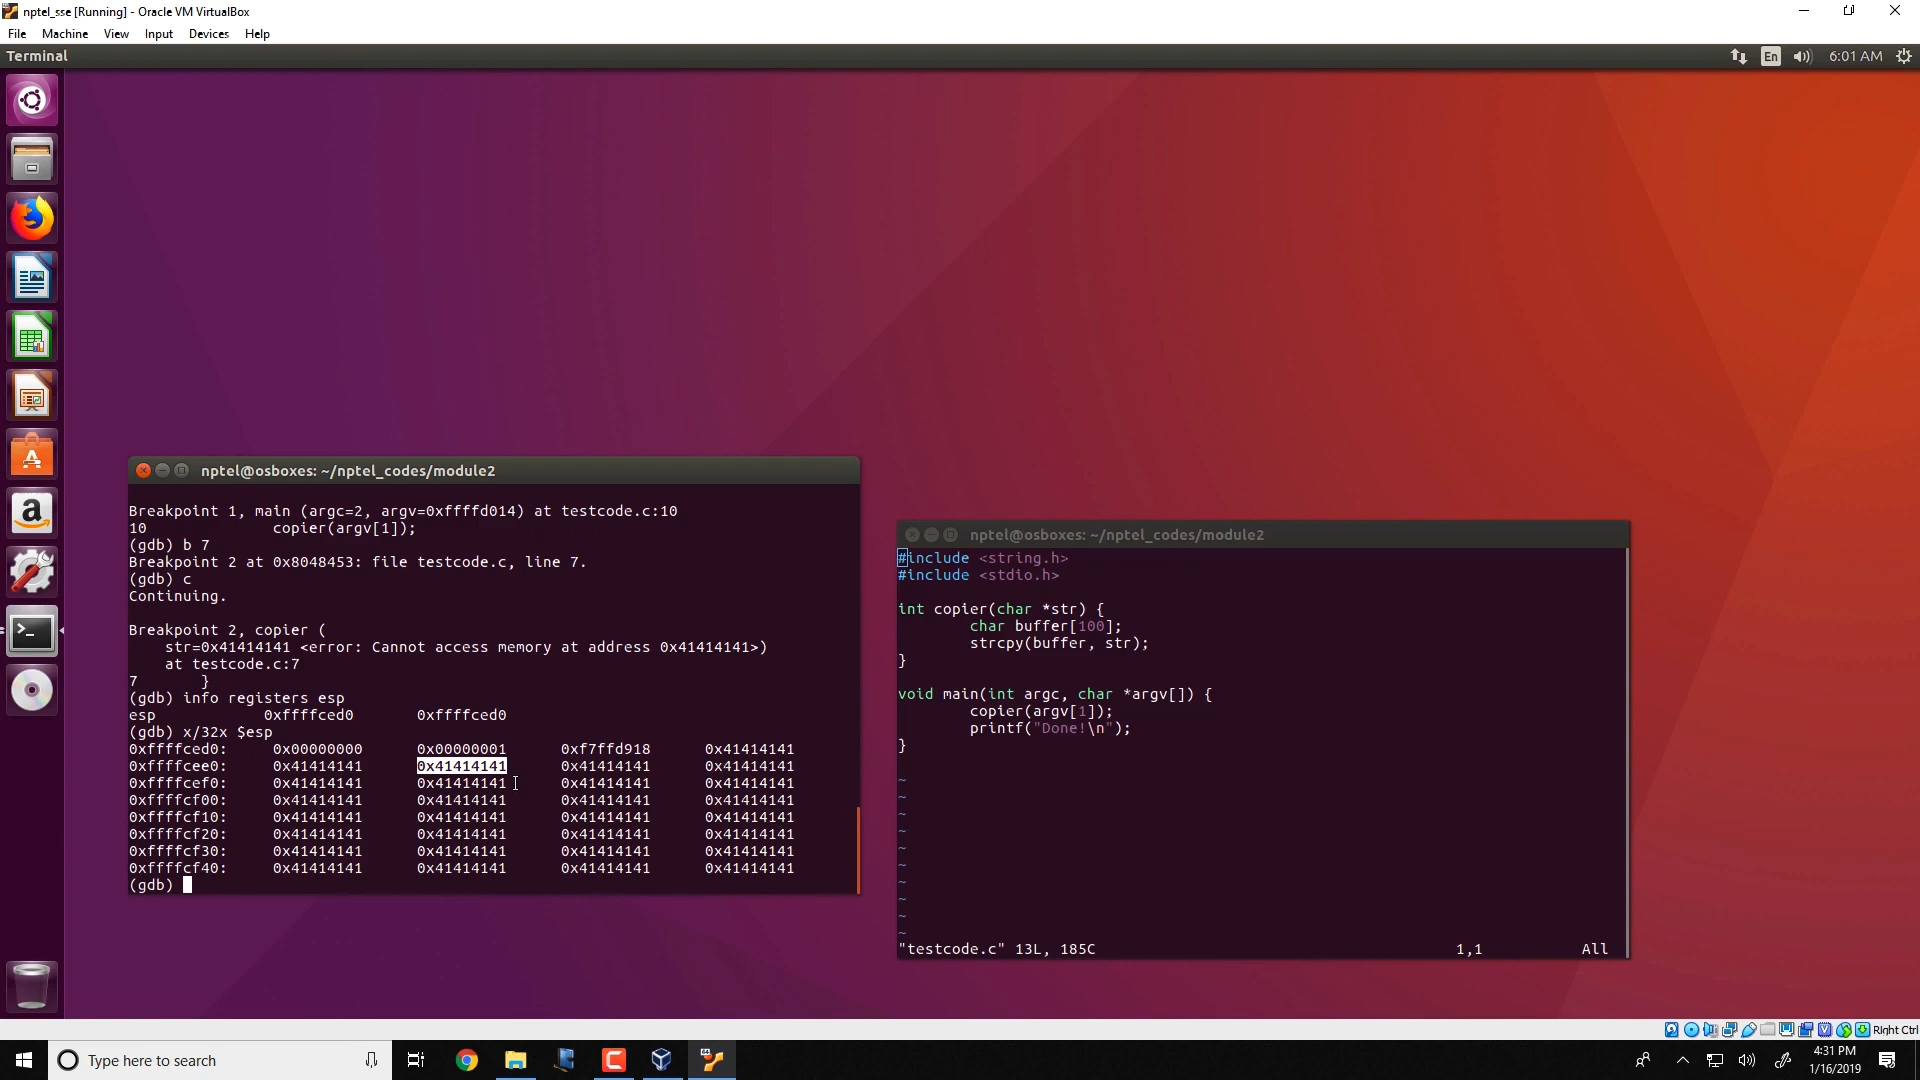 nptel_sse [Running] - Oracle VM VirtualBox
File Machine View Input Devices Help
Terminal
En
6:01 AM
nptel@osboxes: ~/nptel_codes/module2
Breakpoint 1, main (argc=2, argv=0xffffd014) at testcode.c:10
10              copier(argv[1]);
(gdb) b 7
Breakpoint 2 at 0x8048453: file testcode.c, line 7.
(gdb) c
Continuing.
Breakpoint 2, copier (
    str=0x41414141 <error: Cannot access memory at address 0x41414141>)
    at testcode.c:7
7       }
(gdb) info registers esp
esp            0xffffced0       0xffffced0
(gdb) x/32x $esp
0xffffced0:     0x00000000      0x00000001      0xf7ffd918      0x41414141
0xffffcee0:     0x41414141      0x41414141      0x41414141      0x41414141
0xffffcef0:     0x41414141      0x41414141      0x41414141      0x41414141
0xffffcf00:     0x41414141      0x41414141      0x41414141      0x41414141
0xffffcf10:     0x41414141      0x41414141      0x41414141      0x41414141
0xffffcf20:     0x41414141      0x41414141      0x41414141      0x41414141
0xffffcf30:     0x41414141      0x41414141      0x41414141      0x41414141
0xffffcf40:     0x41414141      0x41414141      0x41414141      0x41414141
(gdb)
nptel@osboxes: ~/nptel_codes/module2
#include <string.h>
#include <stdio.h>
int copier(char *str) {
        char buffer[100];
        strcpy(buffer, str);
}
void main(int argc, char *argv[]) {
        copier(argv[1]);
        printf("Done!\n");
}
~
~
~
~
~
~
~
~
~
~
"testcode.c" 13L, 185C                                        1,1           All
Right Ctrl
Type here to search
4:31 PM
1/16/2019